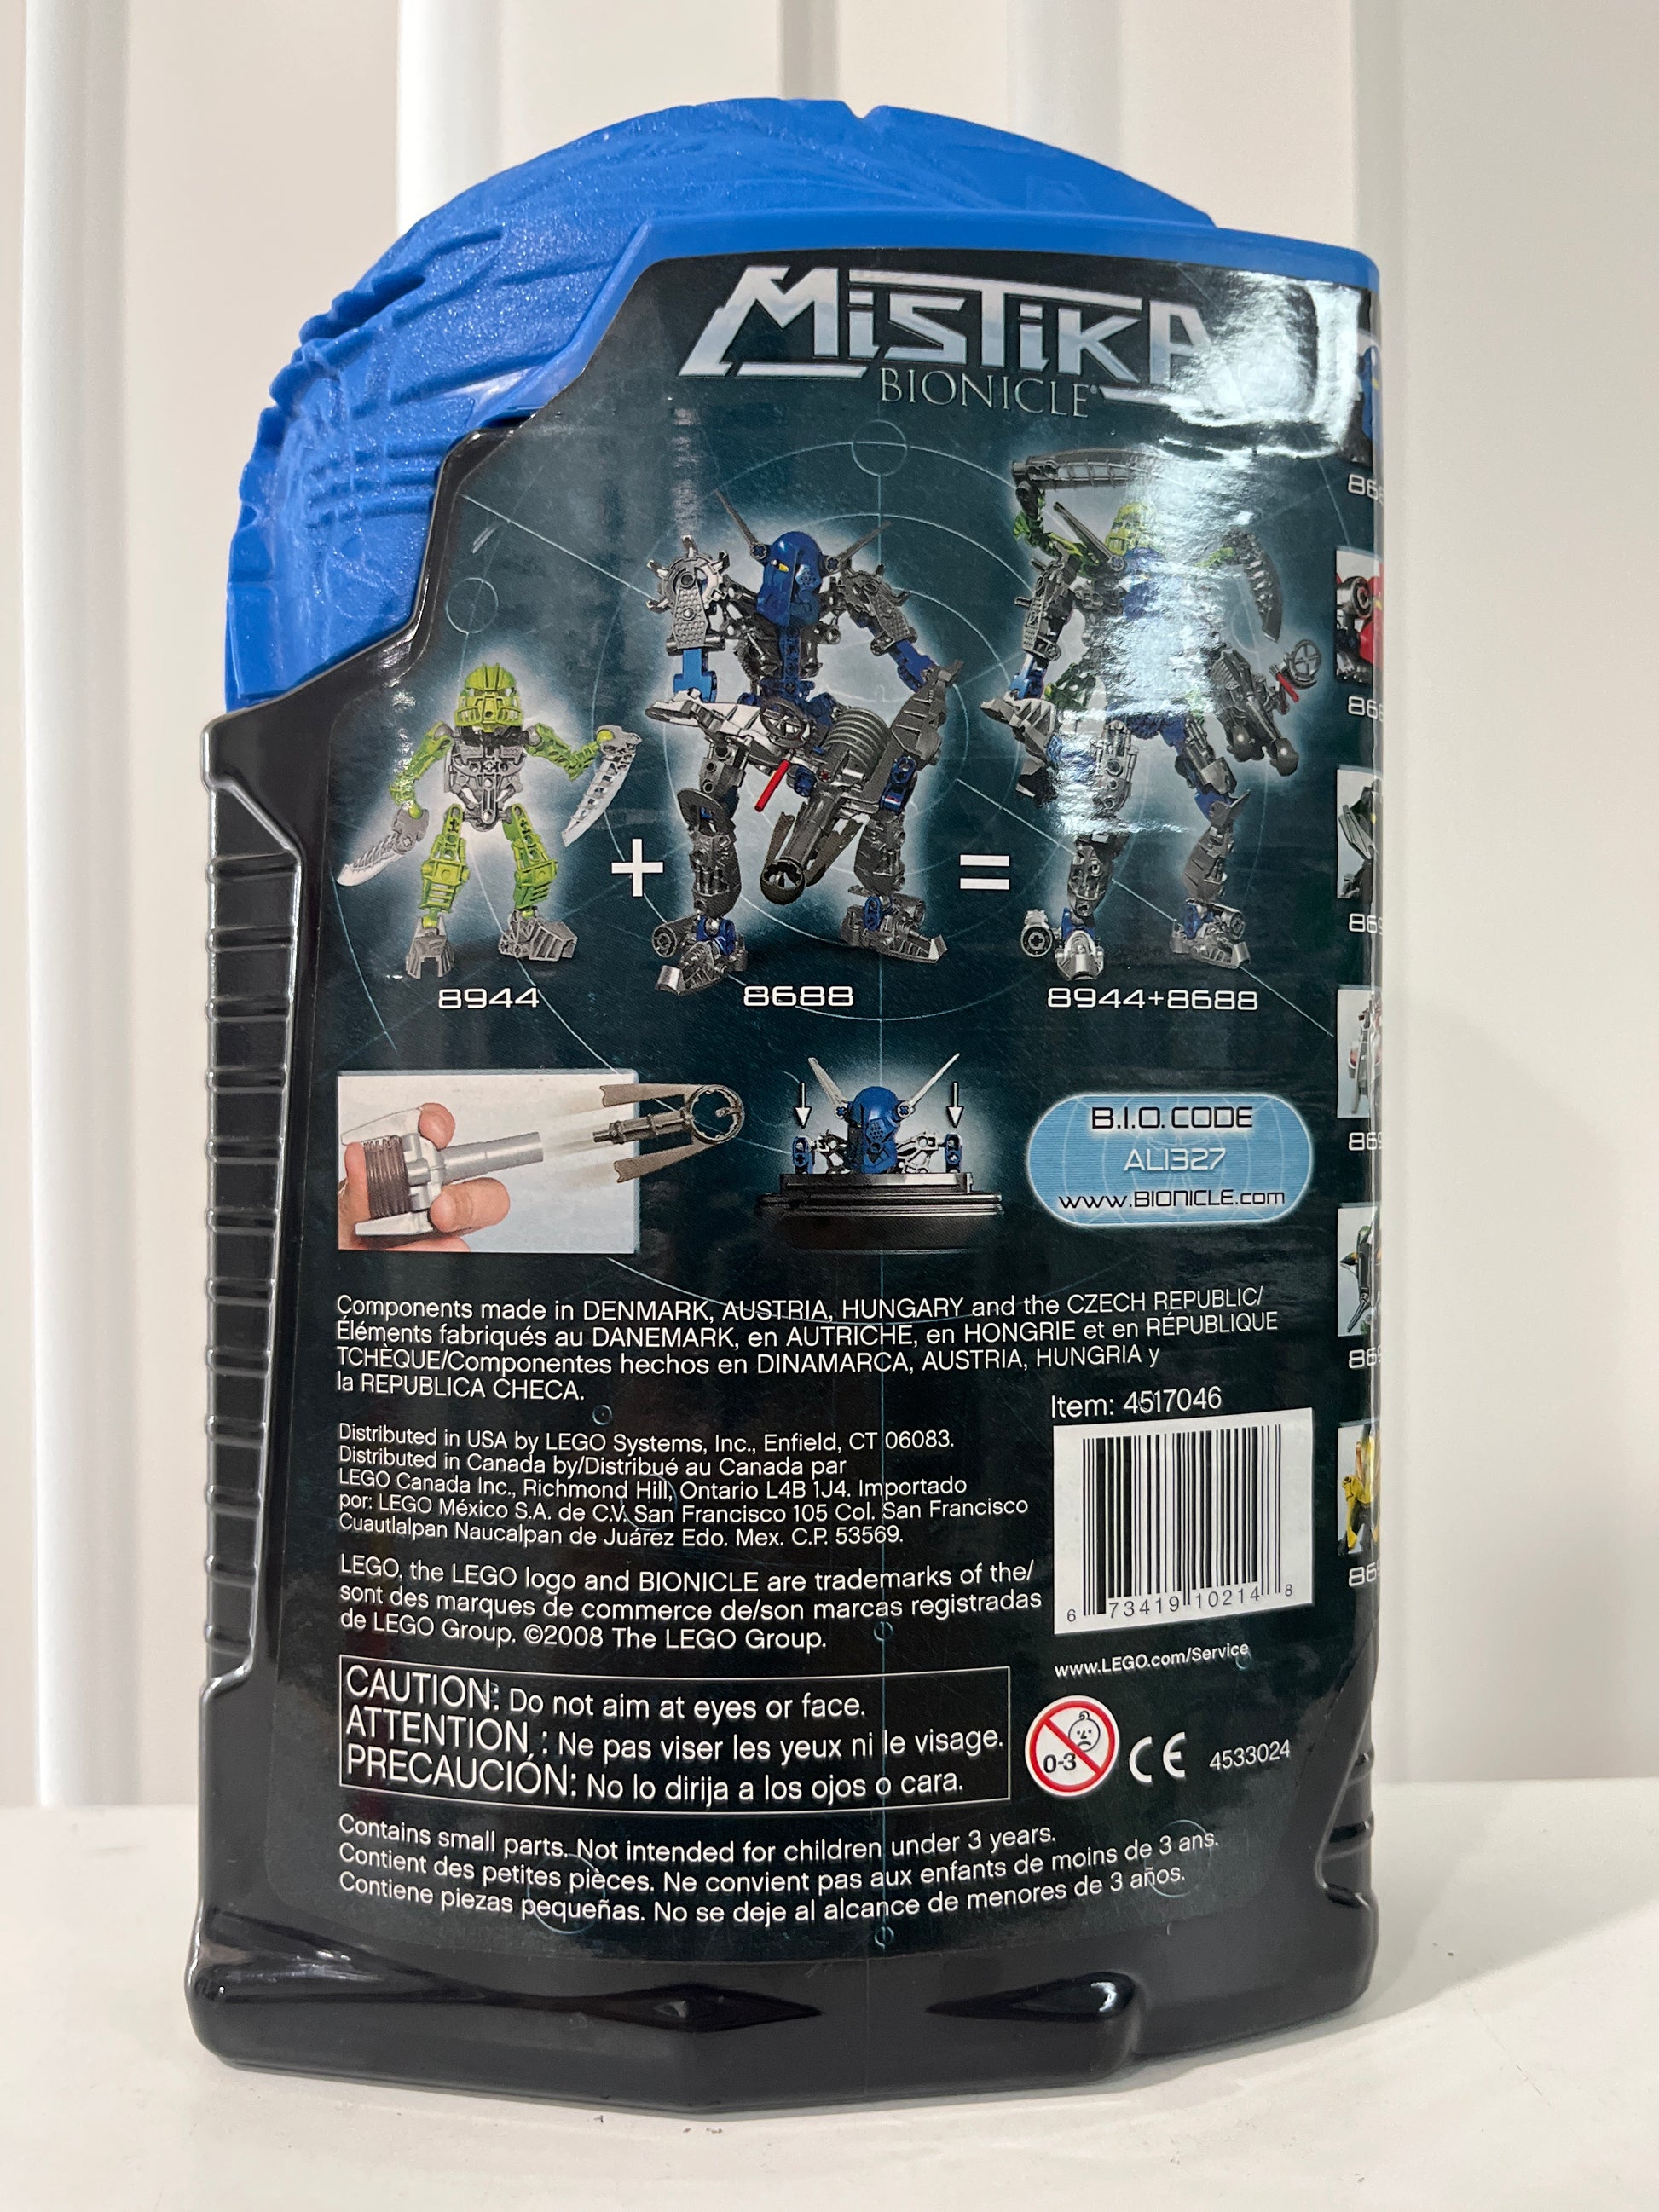 MISTIKA
BIONICLE®
8944
+
8688
=
8944+8688
B.I.O. CODE
AL1327
www.BIONICLE.com
Components made in DENMARK, AUSTRIA, HUNGARY and the CZECH REPUBLIC/
Éléments fabriqués au DANEMARK, en AUTRICHE, en HONGRIE et en RÉPUBLIQUE
TCHÈQUE/Componentes hechos en DINAMARCA, AUSTRIA, HUNGRIA y
la REPUBLICA CHECA.
Item: 4517046
Distributed in USA by LEGO Systems, Inc., Enfield, CT 06083.
Distributed in Canada by/Distribué au Canada par
LEGO Canada Inc., Richmond Hill, Ontario L4B 1J4. Importado
por: LEGO México S.A. de C.V. San Francisco 105 Col. San Francisco
Cuautlalpan Naucalpan de Juárez Edo. Mex. C.P. 53569.
LEGO, the LEGO logo and BIONICLE are trademarks of the/
sont des marques de commerce de/son marcas registradas
de LEGO Group. ©2008 The LEGO Group.
6 73419 10214 8
www.LEGO.com/Service
CAUTION: Do not aim at eyes or face.
ATTENTION : Ne pas viser les yeux ni le visage.
PRECAUCIÓN: No lo dirija a los ojos o cara.
0-3
CE
4533024
Contains small parts. Not intended for children under 3 years.
Contient des petites pièces. Ne convient pas aux enfants de moins de 3 ans.
Contiene piezas pequeñas. No se deje al alcance de menores de 3 años.